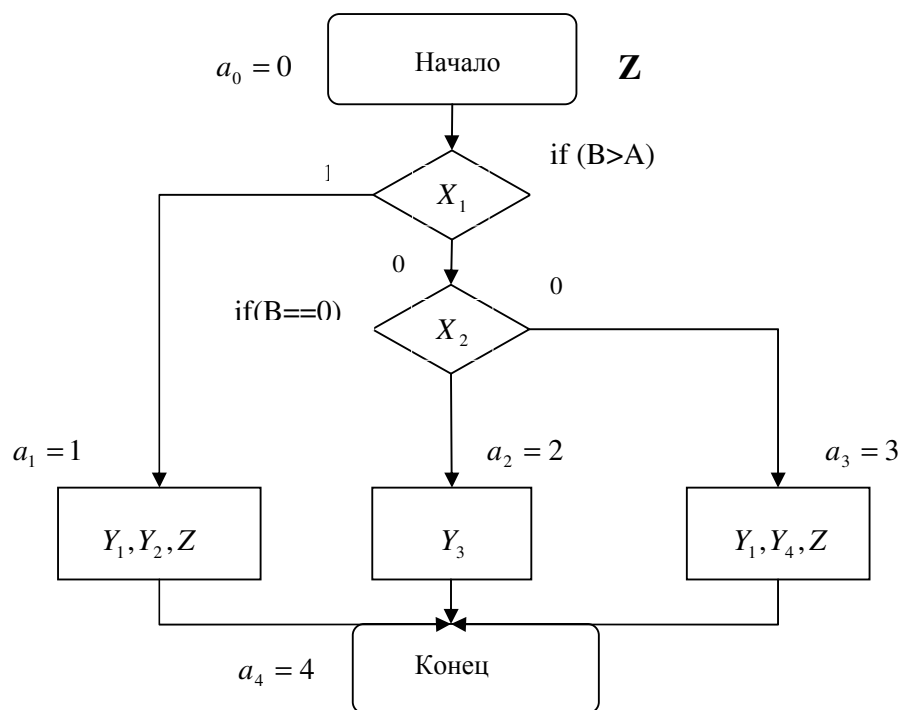 a₀ = 0
Начало
Z
if (B>A)
1
X₁
0
0
if(B==0)
X₂
a₁ = 1
a₂ = 2
a₃ = 3
Y₁, Y₂, Z
Y₃
Y₁, Y₄, Z
a₄ = 4
Конец